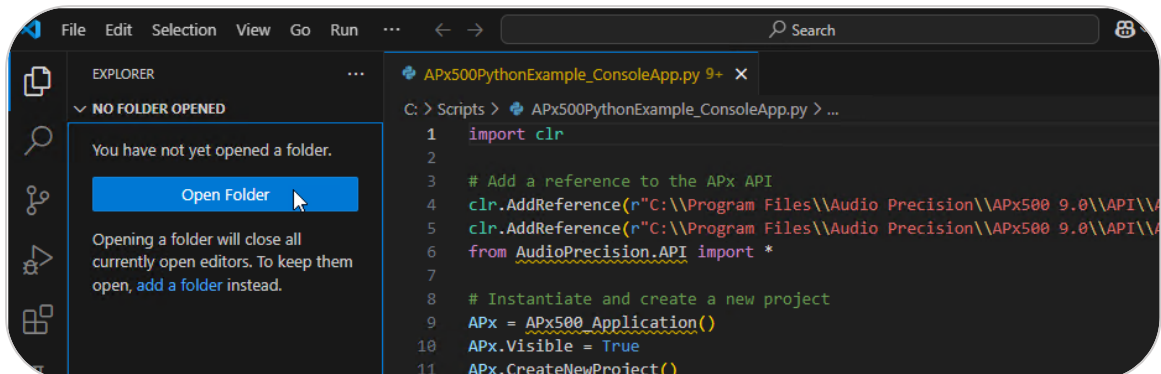 File Edit Selection View Go Run ··· Search
EXPLORER ···
NO FOLDER OPENED
You have not yet opened a folder.
Open Folder
Opening a folder will close all
currently open editors. To keep them
open, add a folder instead.
APx500PythonExample_ConsoleApp.py 9+
C: > Scripts > APx500PythonExample_ConsoleApp.py > ...
1 import clr
2
3 # Add a reference to the APx API
4 clr.AddReference(r"C:\\Program Files\\Audio Precision\\APx500 9.0\\API\\A
5 clr.AddReference(r"C:\\Program Files\\Audio Precision\\APx500 9.0\\API\\A
6 from AudioPrecision.API import *
7
8 # Instantiate and create a new project
9 APx = APx500_Application()
10 APx.Visible = True
11 APx.CreateNewProject()